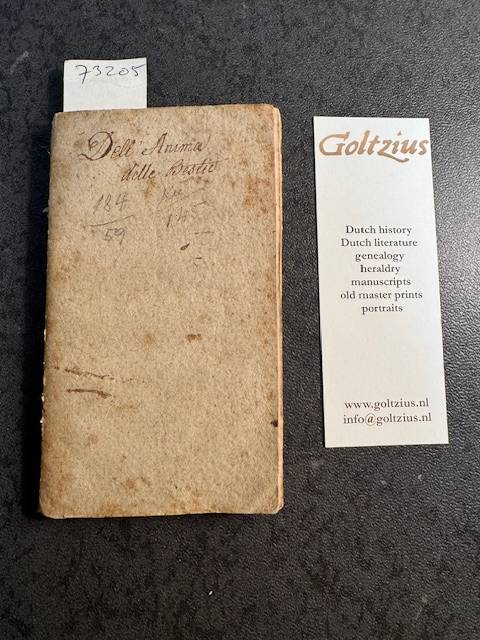 73205
Dell' Anima
delle Bestie
184
59
145
Goltzius
Dutch history
Dutch literature
genealogy
heraldry
manuscripts
old master prints
portraits
www.goltzius.nl
info@goltzius.nl